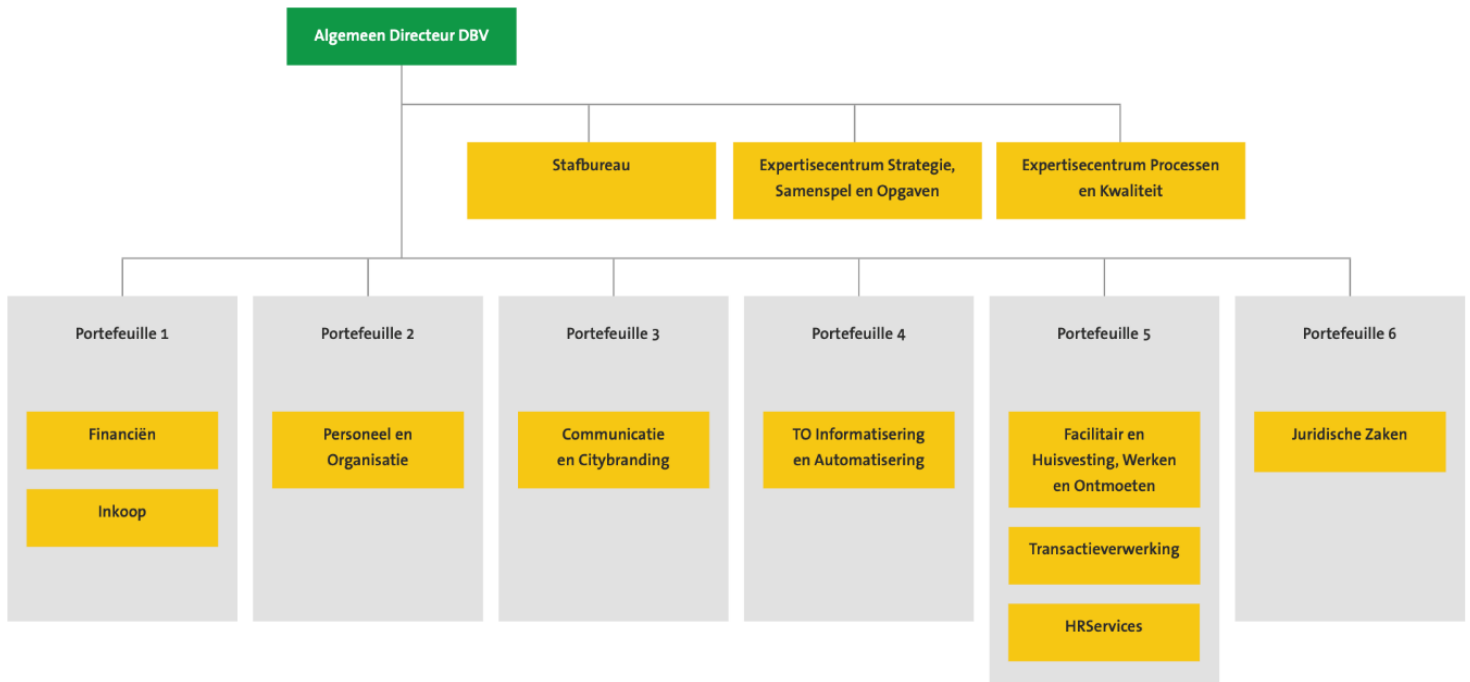 Algemeen Directeur DBV
Stafbureau
Expertisecentrum Strategie,
Samenspel en Opgaven
Expertisecentrum Processen
en Kwaliteit
Portefeuille 1
Financiën
Inkoop
Portefeuille 2
Personeel en
Organisatie
Portefeuille 3
Communicatie
en Citybranding
Portefeuille 4
TO Informatisering
en Automatisering
Portefeuille 5
Facilitair en
Huisvesting, Werken
en Ontmoeten
Transactieverwerking
HRServices
Portefeuille 6
Juridische Zaken